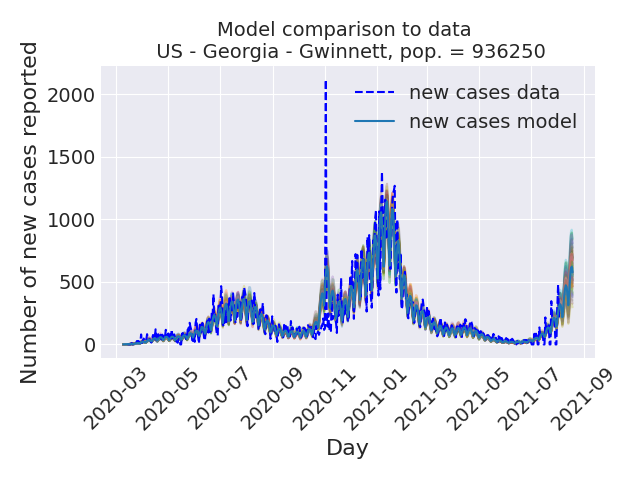 Model comparison to data
US - Georgia - Gwinnett, pop. = 936250
Number of new cases reported
2000
1500
1000
500
0
new cases data
new cases model
2020-03
2020-05
2020-07
2020-09
2020-11
2021-01
2021-03
2021-05
2021-07
2021-09
Day